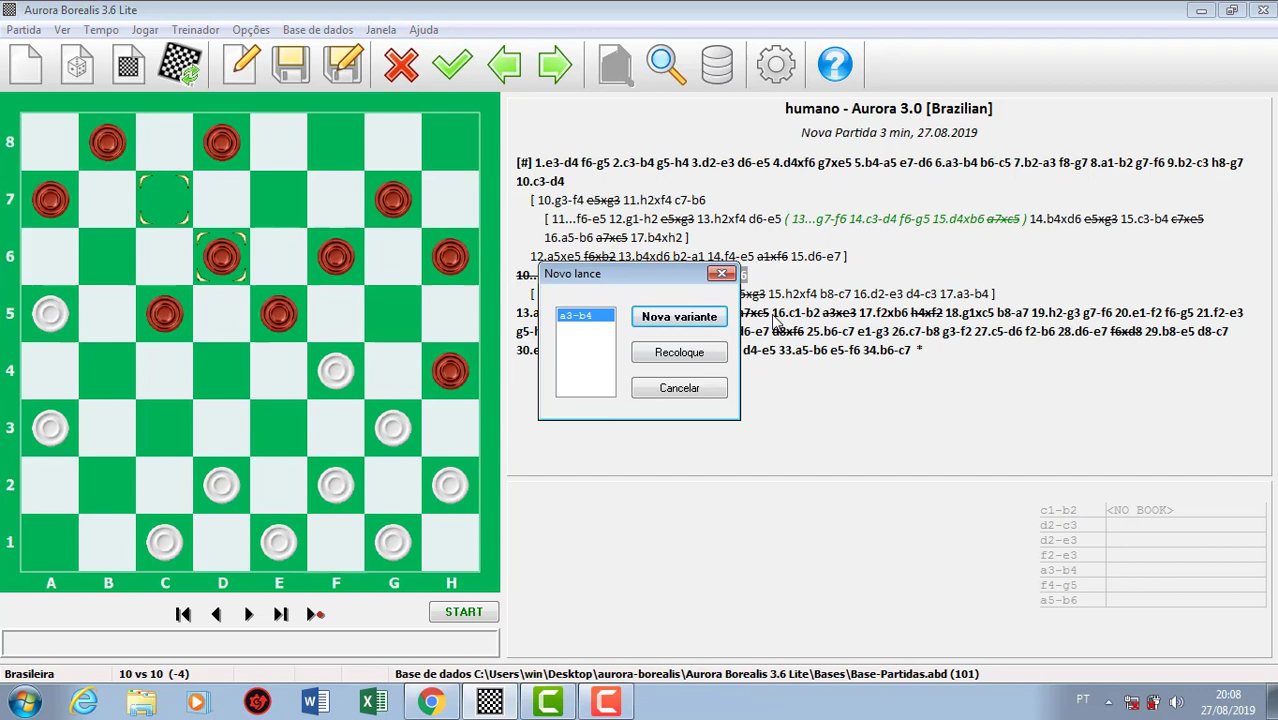 Aurora Borealis 3.6 Lite
Partida Ver Tempo Jogar Treinador Opções Base de dados Janela Ajuda
humano - Aurora 3.0 [Brazilian]
Nova Partida 3 min, 27.08.2019
[#] 1.e3-d4 f6-g5 2.c3-b4 g5-h4 3.d2-e3 d6-e5 4.d4xf6 g7xe5 5.b4-a5 e7-d6 6.a3-b4 b6-c5 7.b2-a3 f8-g7 8.a1-b2 g7-f6 9.b2-c3 h8-g7
10.c3-d4
[ 10.g3-f4 e5xg3 11.h2xf4 c7-b6
[ 11...f6-e5 12.g1-h2 e5xg3 13.h2xf4 d6-e5 ( 13...g7-f6 14.c3-d4 f6-g5 15.d4xb6 a7xc5 ) 14.b4xd6 e5xg3 15.c3-b4 c7xe5
16.a5-b6 a7xc5 17.b4xh2 ]
12.a5xe5 f6xb2 13.b4xd6 b2-a1 14.f4-e5 a1xf6 15.d6-e7 ]
10... 6
[ 5xg3 15.h2xf4 b8-c7 16.d2-e3 d4-c3 17.a3-b4 ]
13.a a7xc5 16.c1-b2 a3xe3 17.f2xb6 h4xf2 18.g1xc5 h8-a7 19.h2-g3 g7-f6 20.e1-f2 f6-g5 21.f2-e3
g5-h d6-e7 a8xf6 25.b6-c7 e1-g3 26.c7-b8 g3-f2 27.c5-d6 f2-b6 28.d6-e7 f6xd8 29.b8-e5 d8-c7
30.e d4-e5 33.a5-b6 e5-f6 34.b6-c7 *
Novo lance
a3-b4
Nova variante
Recoloque
Cancelar
8
7
6
5
4
3
2
1
A B C D E F G H
START
c1-b2 <NO BOOK>
d2-c3
d2-e3
f2-e3
a3-b4
f4-g5
a5-b6
Brasileira 10 vs 10 (-4) Base de dados C:\Users\win\Desktop\aurora-borealis\Aurora Borealis 3.6 Lite\Bases\Base-Partidas.abd (101)
PT
20:08
27/08/2019